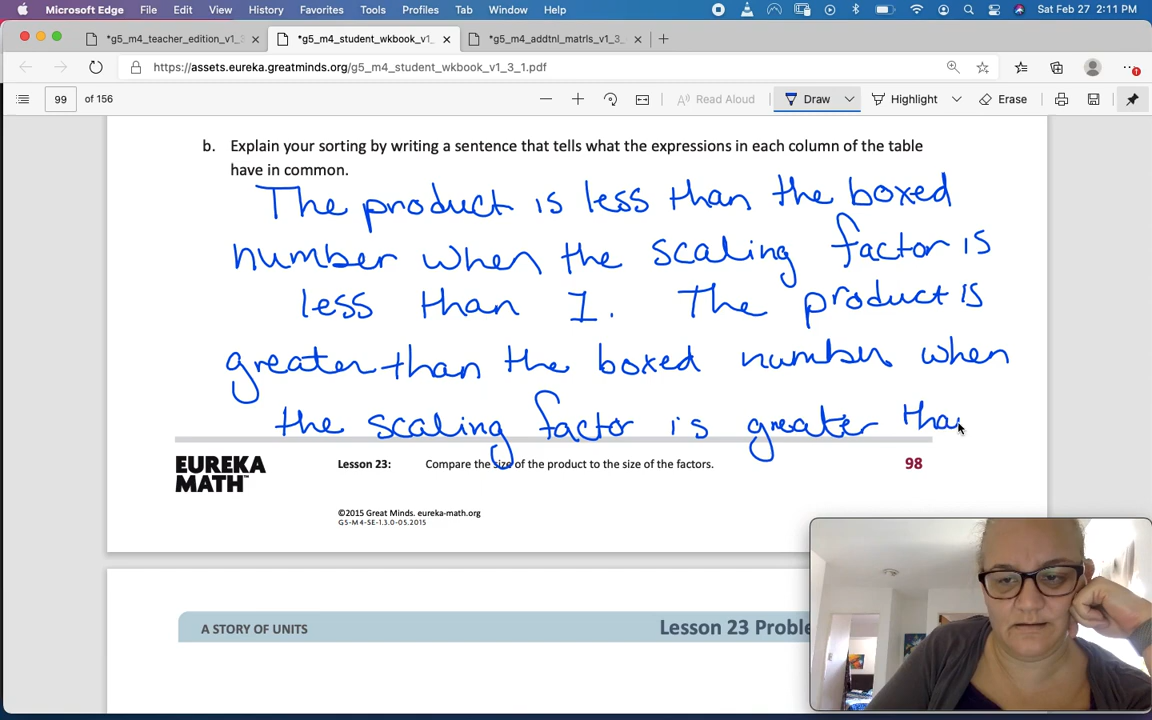 Microsoft Edge File Edit View History Favorites Tools Profiles Tab Window Help Sat Feb 27 2:11 PM
*g5_m4_teacher_edition_v1_3 *g5_m4_student_wkbook_v1_ *g5_m4_addtnl_matrls_v1_3_
https://assets.eureka.greatminds.org/g5_m4_student_wkbook_v1_3_1.pdf
99 of 156 Read Aloud Draw Highlight Erase
b. Explain your sorting by writing a sentence that tells what the expressions in each column of the table
have in common.
The product is less than the boxed
number when the scaling factor is
less than 1. The product is
greater than the boxed number when
the scaling factor is greater tha
EUREKA
MATH™
Lesson 23: Compare the size of the product to the size of the factors. 98
©2015 Great Minds. eureka-math.org
G5-M4-SE-1.3.0-05.2015
A STORY OF UNITS Lesson 23 Proble